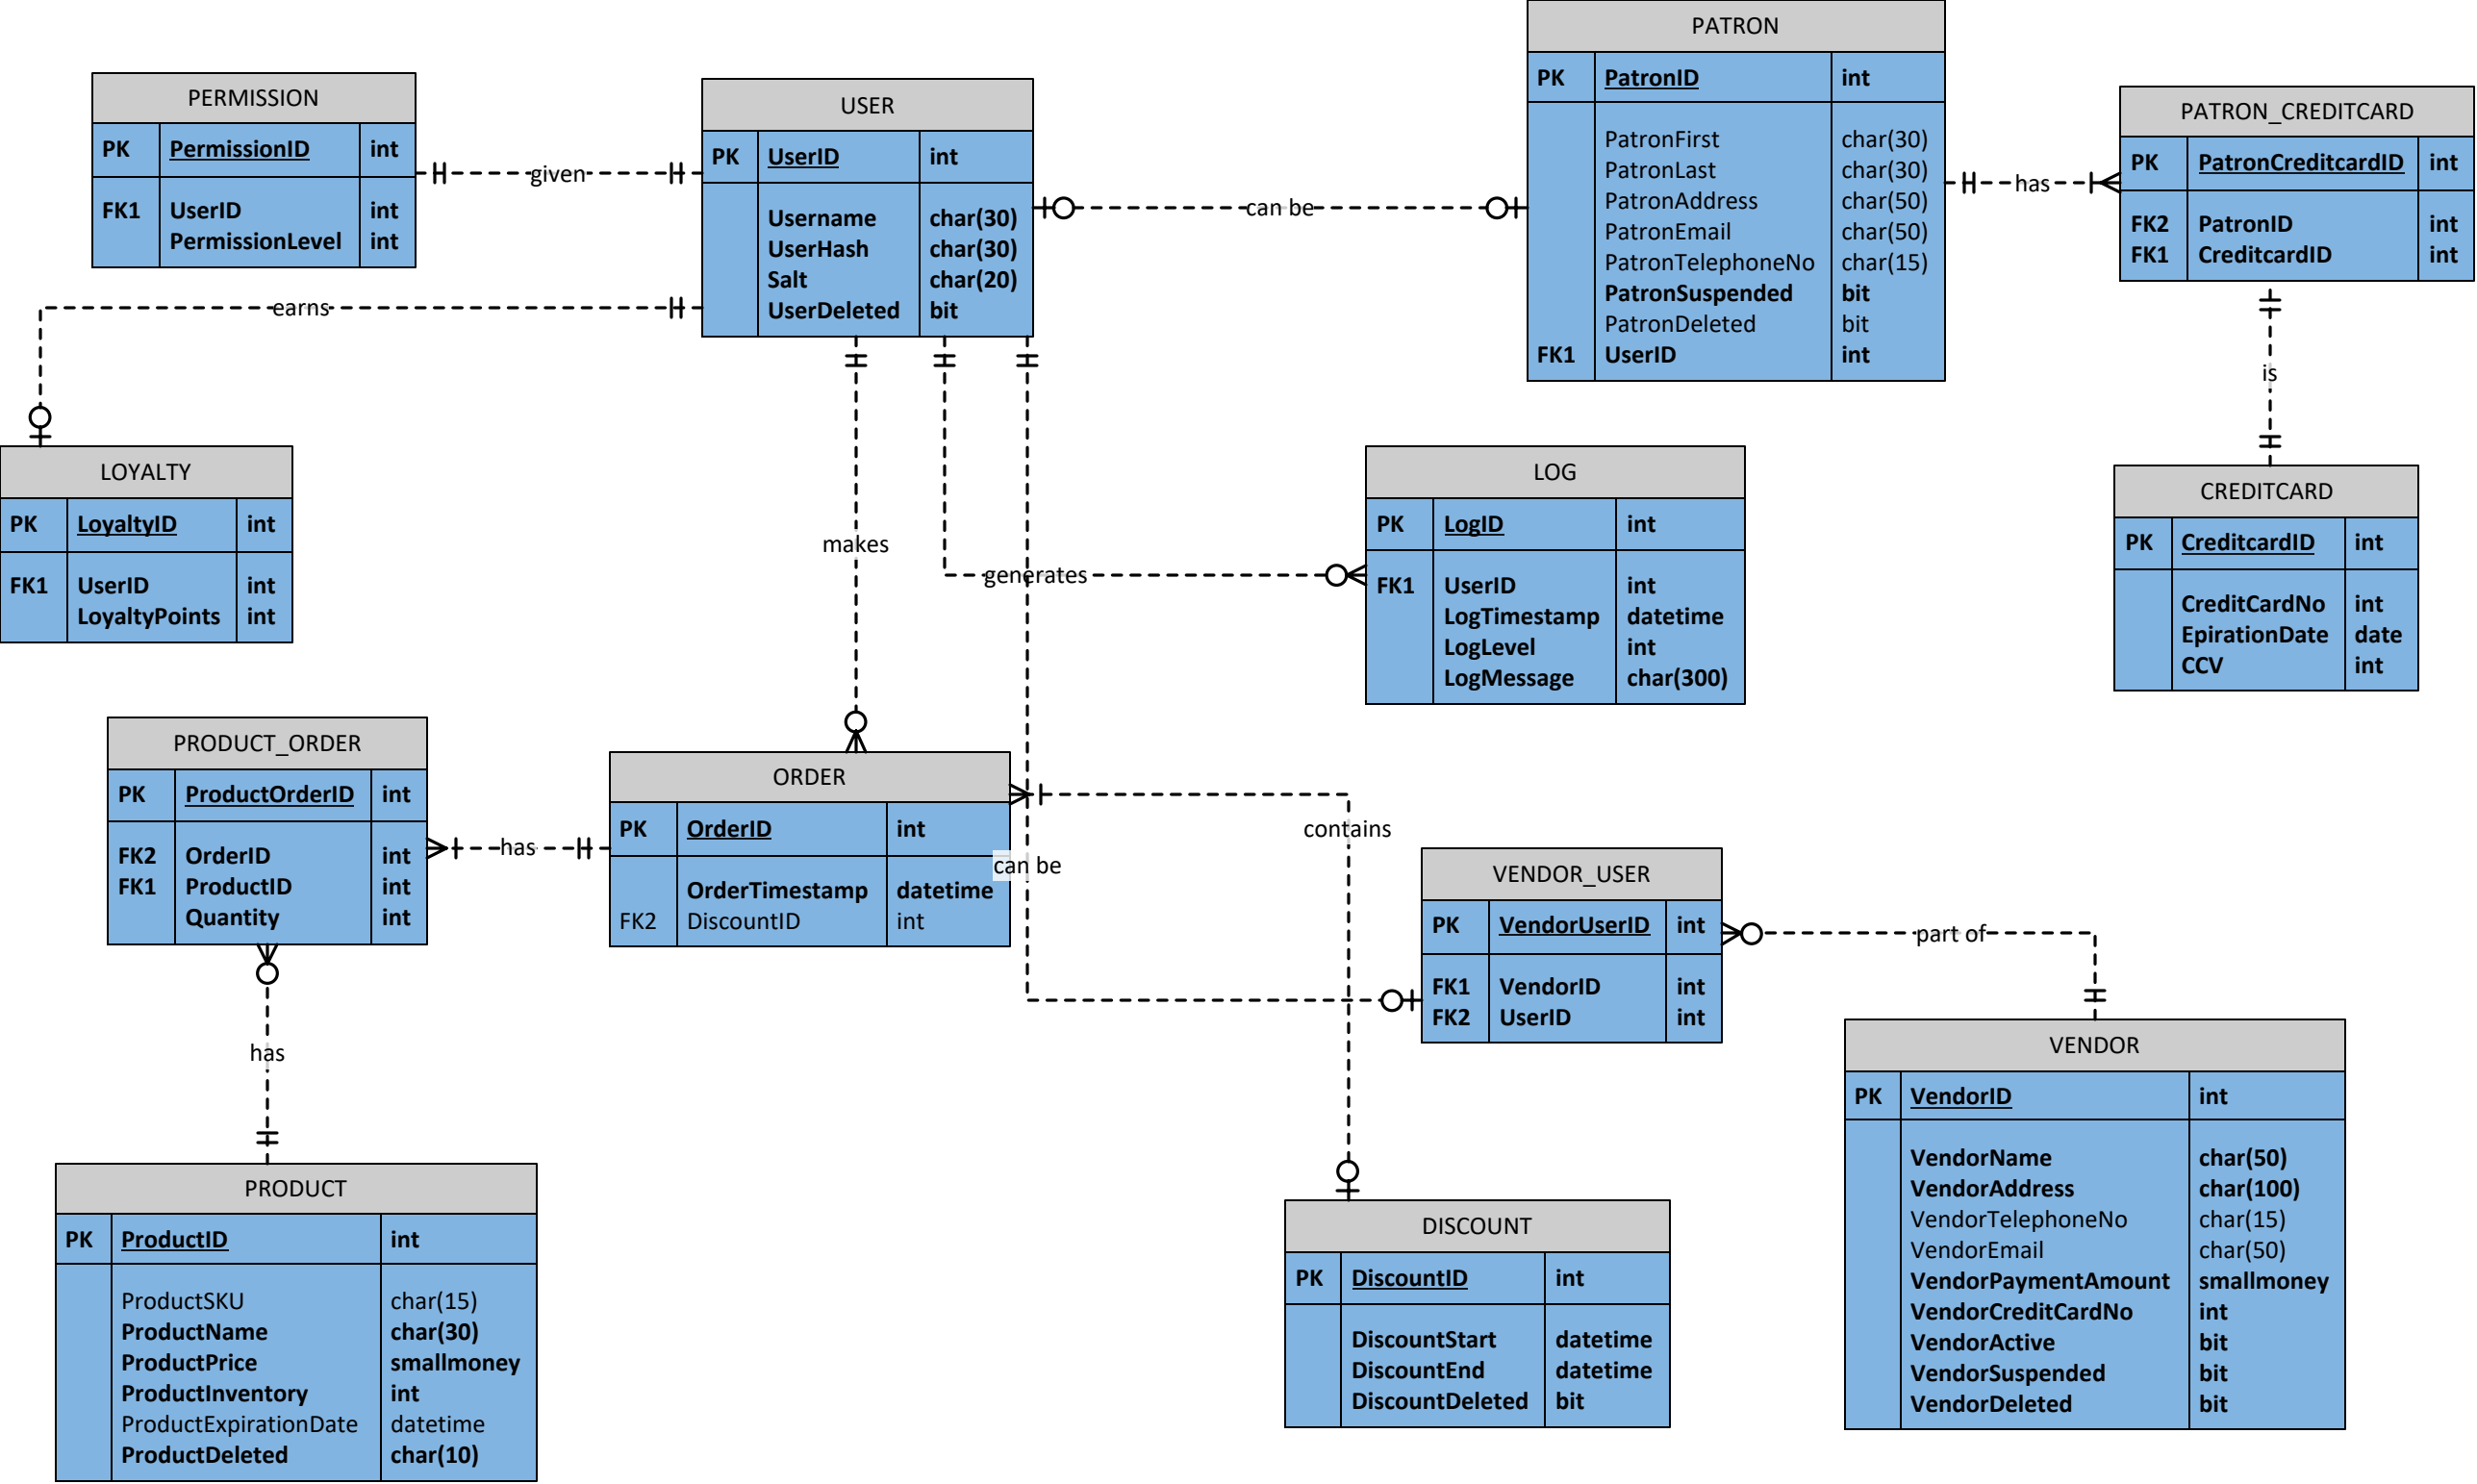 PERMISSION
PK PermissionID int
FK1 UserID int
PermissionLevel int
given
USER
PK UserID int
Username char(30)
UserHash char(30)
Salt char(20)
UserDeleted bit
can be
PATRON
PK PatronID int
PatronFirst char(30)
PatronLast char(30)
PatronAddress char(50)
PatronEmail char(50)
PatronTelephoneNo char(15)
PatronSuspended bit
PatronDeleted bit
FK1 UserID int
has
PATRON_CREDITCARD
PK PatronCreditcardID int
FK2 PatronID int
FK1 CreditcardID int
is
earns
LOYALTY
PK LoyaltyID int
FK1 UserID int
LoyaltyPoints int
makes
generates
LOG
PK LogID int
FK1 UserID int
LogTimestamp datetime
LogLevel int
LogMessage char(300)
CREDITCARD
PK CreditcardID int
CreditCardNo int
EpirationDate date
CCV int
PRODUCT_ORDER
PK ProductOrderID int
FK2 OrderID int
FK1 ProductID int
Quantity int
has
ORDER
PK OrderID int
OrderTimestamp datetime
FK2 DiscountID int
can be
contains
VENDOR_USER
PK VendorUserID int
FK1 VendorID int
FK2 UserID int
part of
has
VENDOR
PK VendorID int
VendorName char(50)
VendorAddress char(100)
VendorTelephoneNo char(15)
VendorEmail char(50)
VendorPaymentAmount smallmoney
VendorCreditCardNo int
VendorActive bit
VendorSuspended bit
VendorDeleted bit
PRODUCT
PK ProductID int
ProductSKU char(15)
ProductName char(30)
ProductPrice smallmoney
ProductInventory int
ProductExpirationDate datetime
ProductDeleted char(10)
DISCOUNT
PK DiscountID int
DiscountStart datetime
DiscountEnd datetime
DiscountDeleted bit